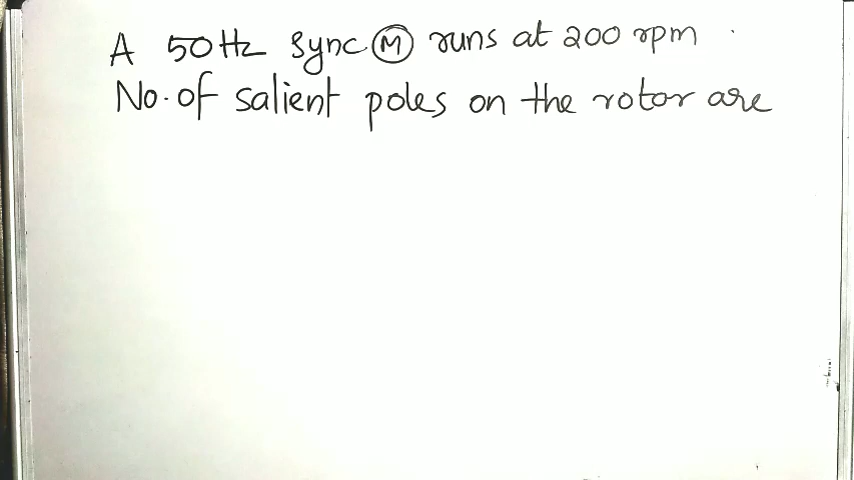 A 50Hz Sync Ⓜ runs at 200 rpm
No. of salient poles on the rotor are